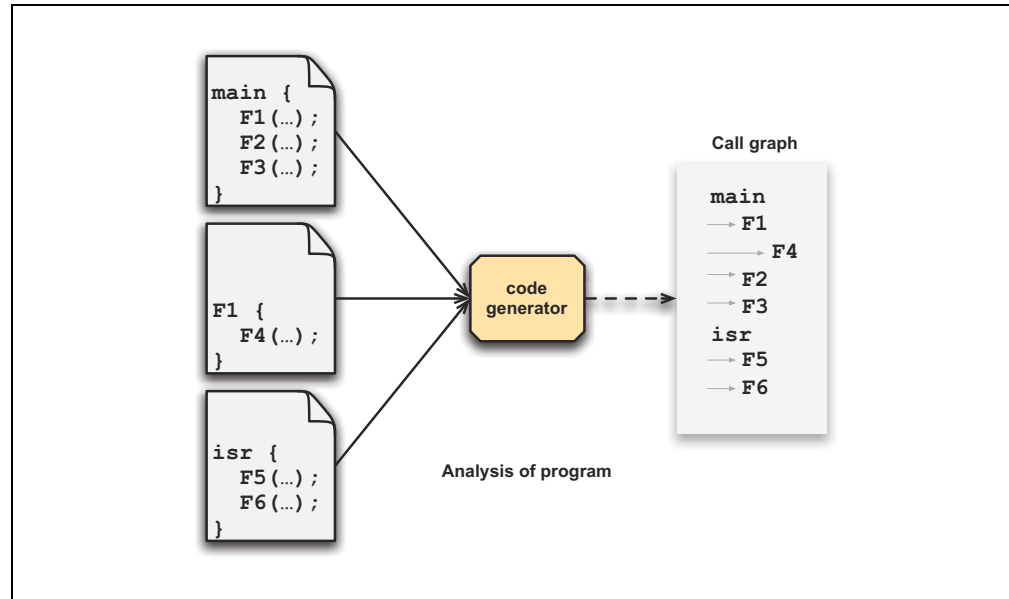 main {
F1(…);
F2(…);
F3(…);
}
F1 {
F4(…);
}
isr {
F5(…);
F6(…);
}
code
generator
Analysis of program
Call graph
main
F1
F4
F2
F3
isr
F5
F6